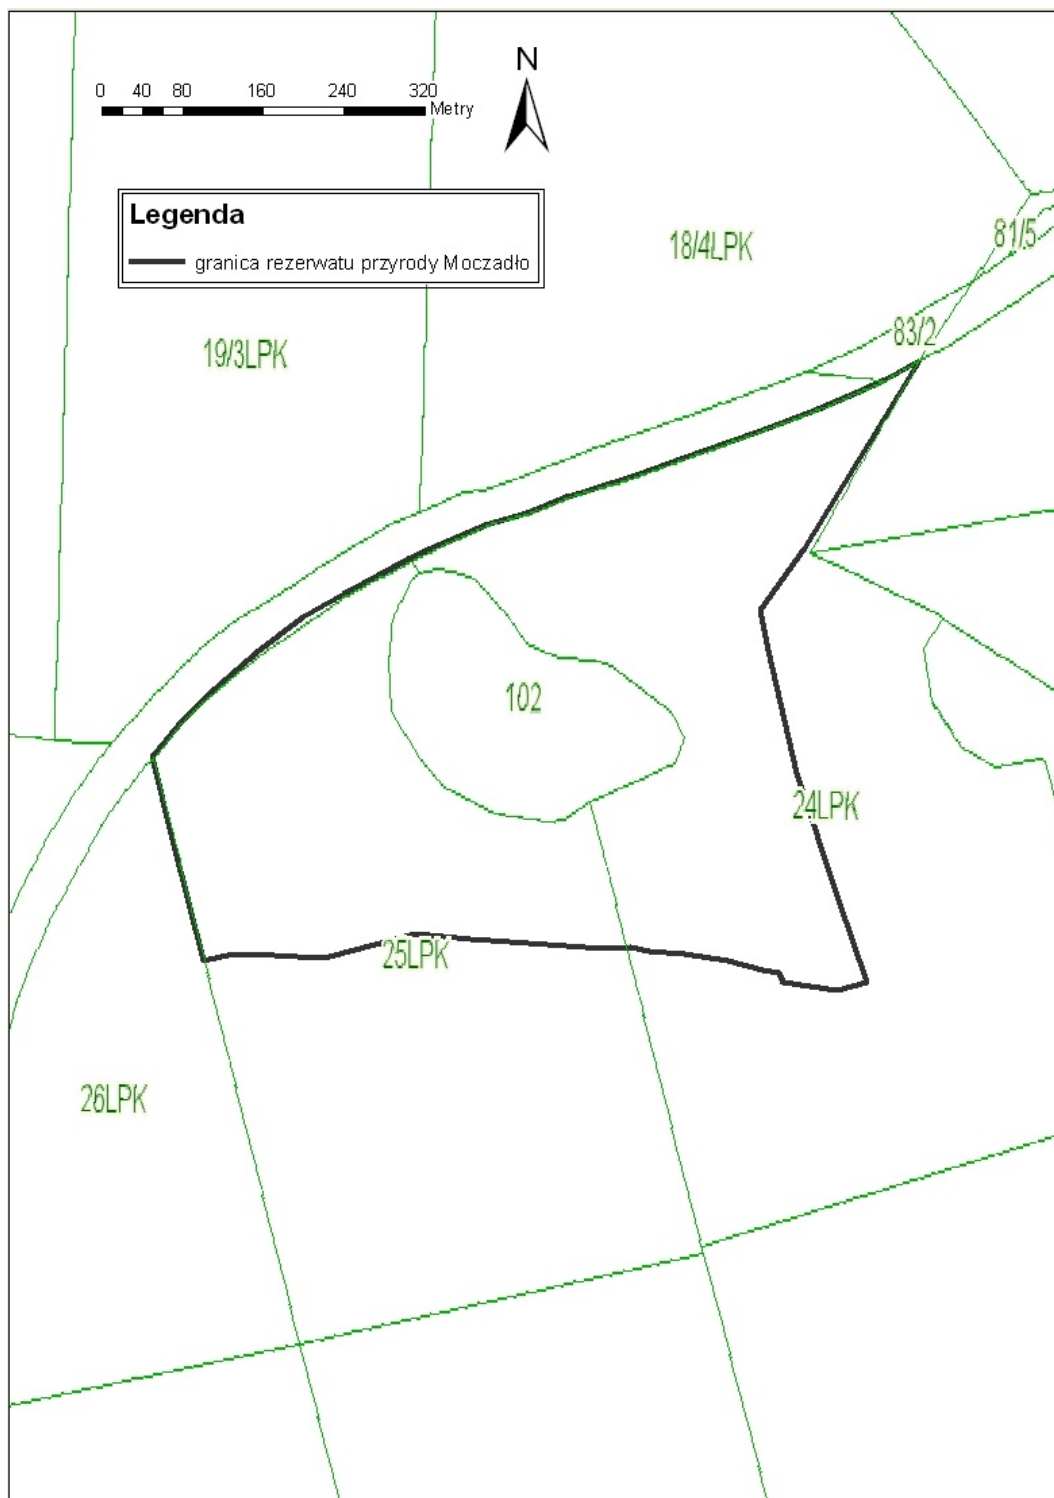 N
0 40 80 160 240 320
Metry
Legenda
granica rezerwatu przyrody Moczadło
18/4LPK
81/5
83/2
19/3LPK
102
24LPK
25LPK
26LPK